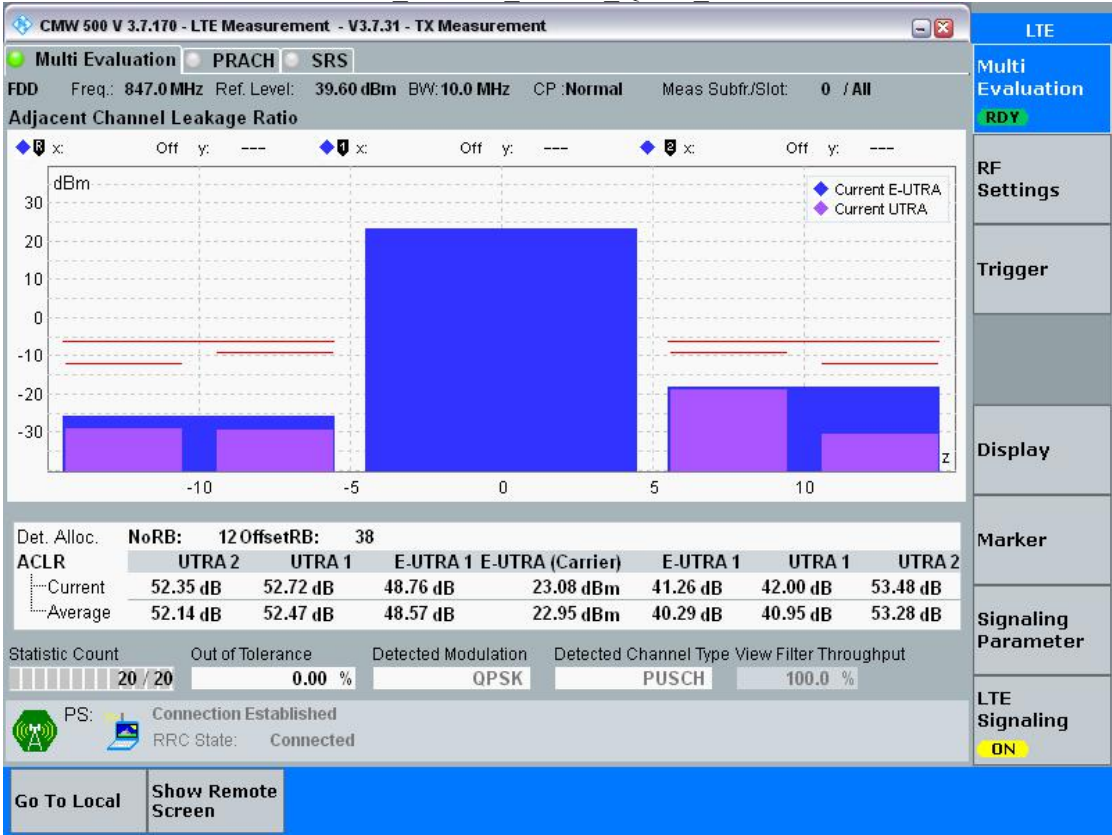 CMW 500 V 3.7.170 - LTE Measurement - V3.7.31 - TX Measurement
LTE
Multi Evaluation PRACH SRS
FDD Freq.: 847.0 MHz Ref. Level: 39.60 dBm BW: 10.0 MHz CP :Normal Meas Subfr./Slot: 0 / All
Adjacent Channel Leakage Ratio
R x: Off y: --- 1 x: Off y: --- 2 x: Off y: ---
dBm
Current E-UTRA
Current UTRA
30
20
10
0
-10
-20
-30
z
-10 -5 0 5 10
Det. Alloc. NoRB: 12 OffsetRB: 38
ACLR UTRA 2 UTRA 1 E-UTRA 1 E-UTRA (Carrier) E-UTRA 1 UTRA 1 UTRA 2
Current 52.35 dB 52.72 dB 48.76 dB 23.08 dBm 41.26 dB 42.00 dB 53.48 dB
Average 52.14 dB 52.47 dB 48.57 dB 22.95 dBm 40.29 dB 40.95 dB 53.28 dB
Statistic Count Out of Tolerance Detected Modulation Detected Channel Type View Filter Throughput
20 / 20 0.00 % QPSK PUSCH 100.0 %
PS: Connection Established
RRC State: Connected
Multi
Evaluation
RDY
RF
Settings
Trigger
Display
Marker
Signaling
Parameter
LTE
Signaling
ON
Go To Local
Show Remote
Screen